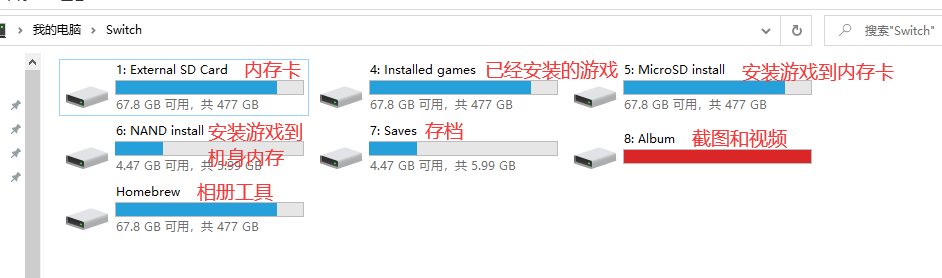 我的电脑 > Switch
搜索"Switch"
1: External SD Card 内存卡
67.8 GB 可用，共 477 GB
4: Installed games 已经安装的游戏
67.8 GB 可用，共 477 GB
5: MicroSD install 安装游戏到内存卡
67.8 GB 可用，共 477 GB
6: NAND install 安装游戏到
机身内存
4.47 GB 可用，共 5.99 GB
7: Saves 存档
4.47 GB 可用，共 5.99 GB
8: Album 截图和视频
Homebrew 相册工具
67.8 GB 可用，共 477 GB